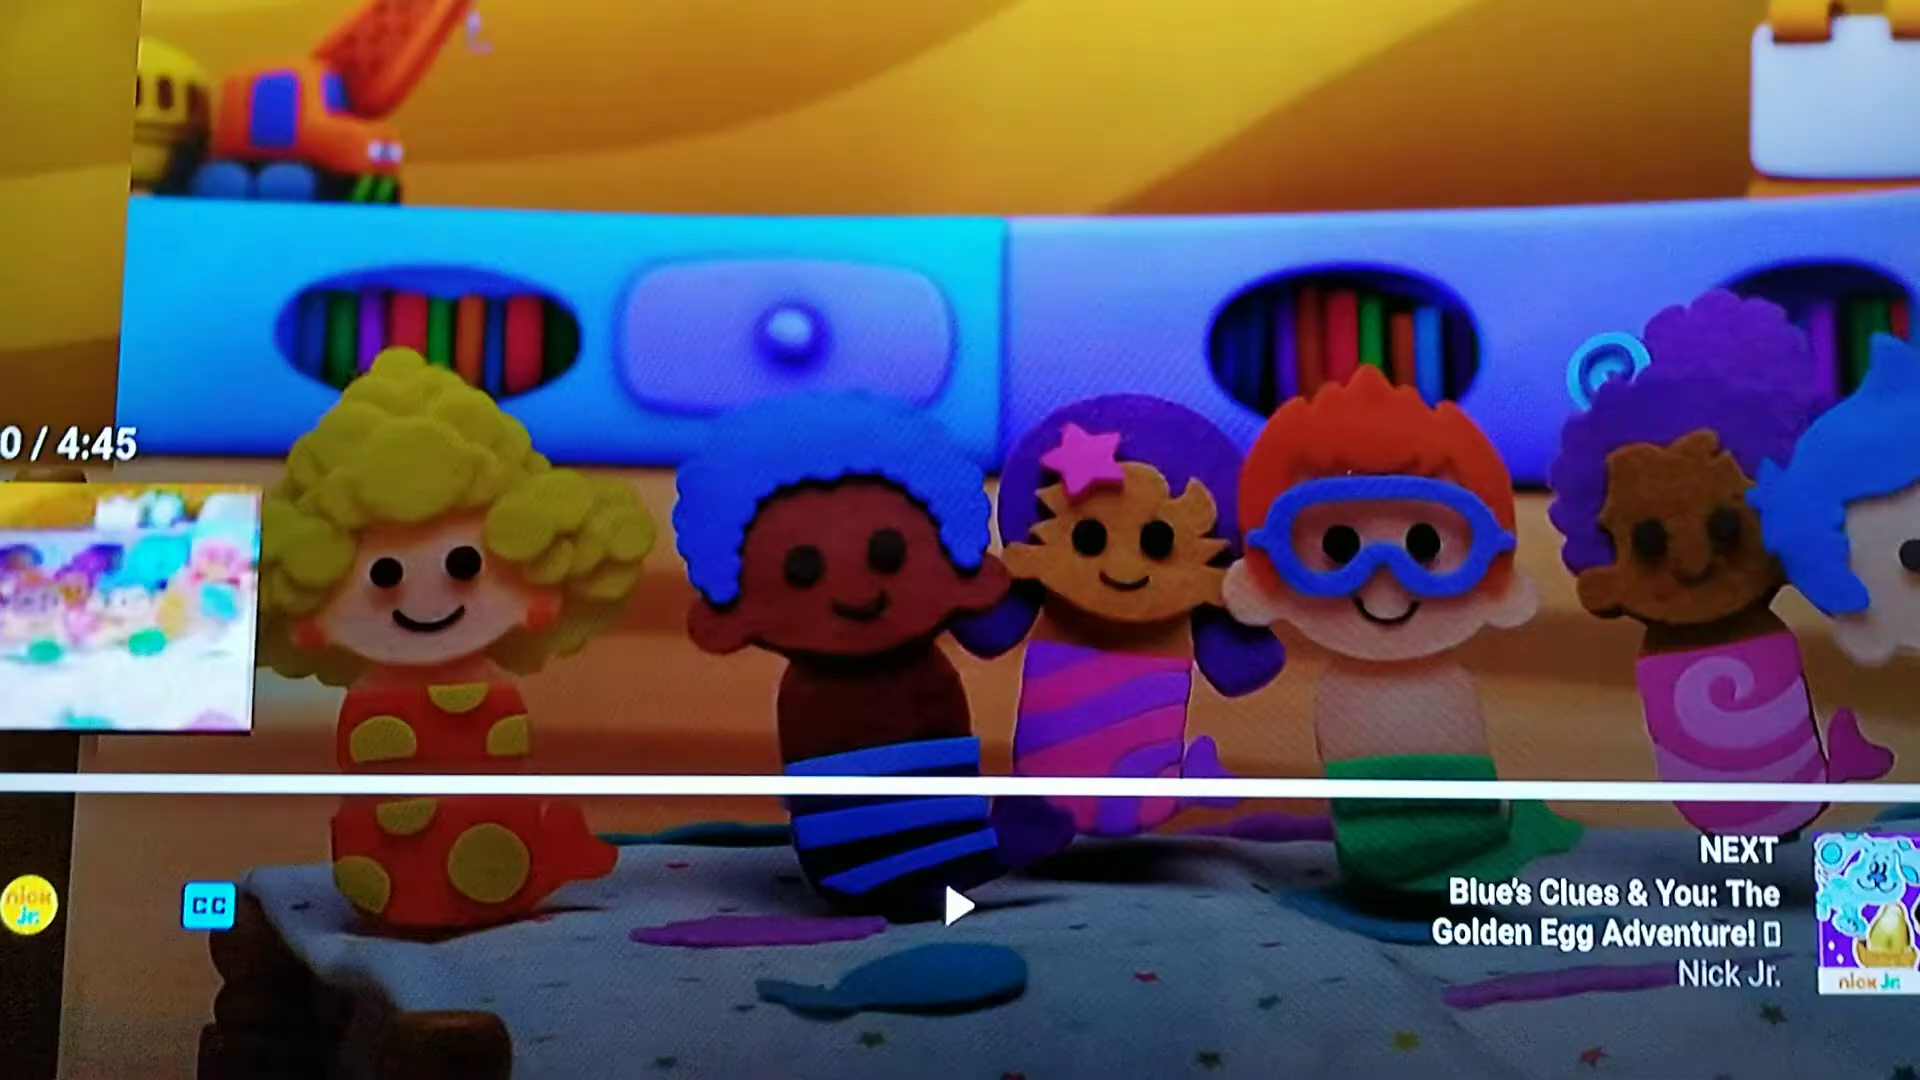 0 / 4:45
nick
jr.
CC
NEXT
Blue's Clues & You: The
Golden Egg Adventure!
Nick Jr.
nick jr.